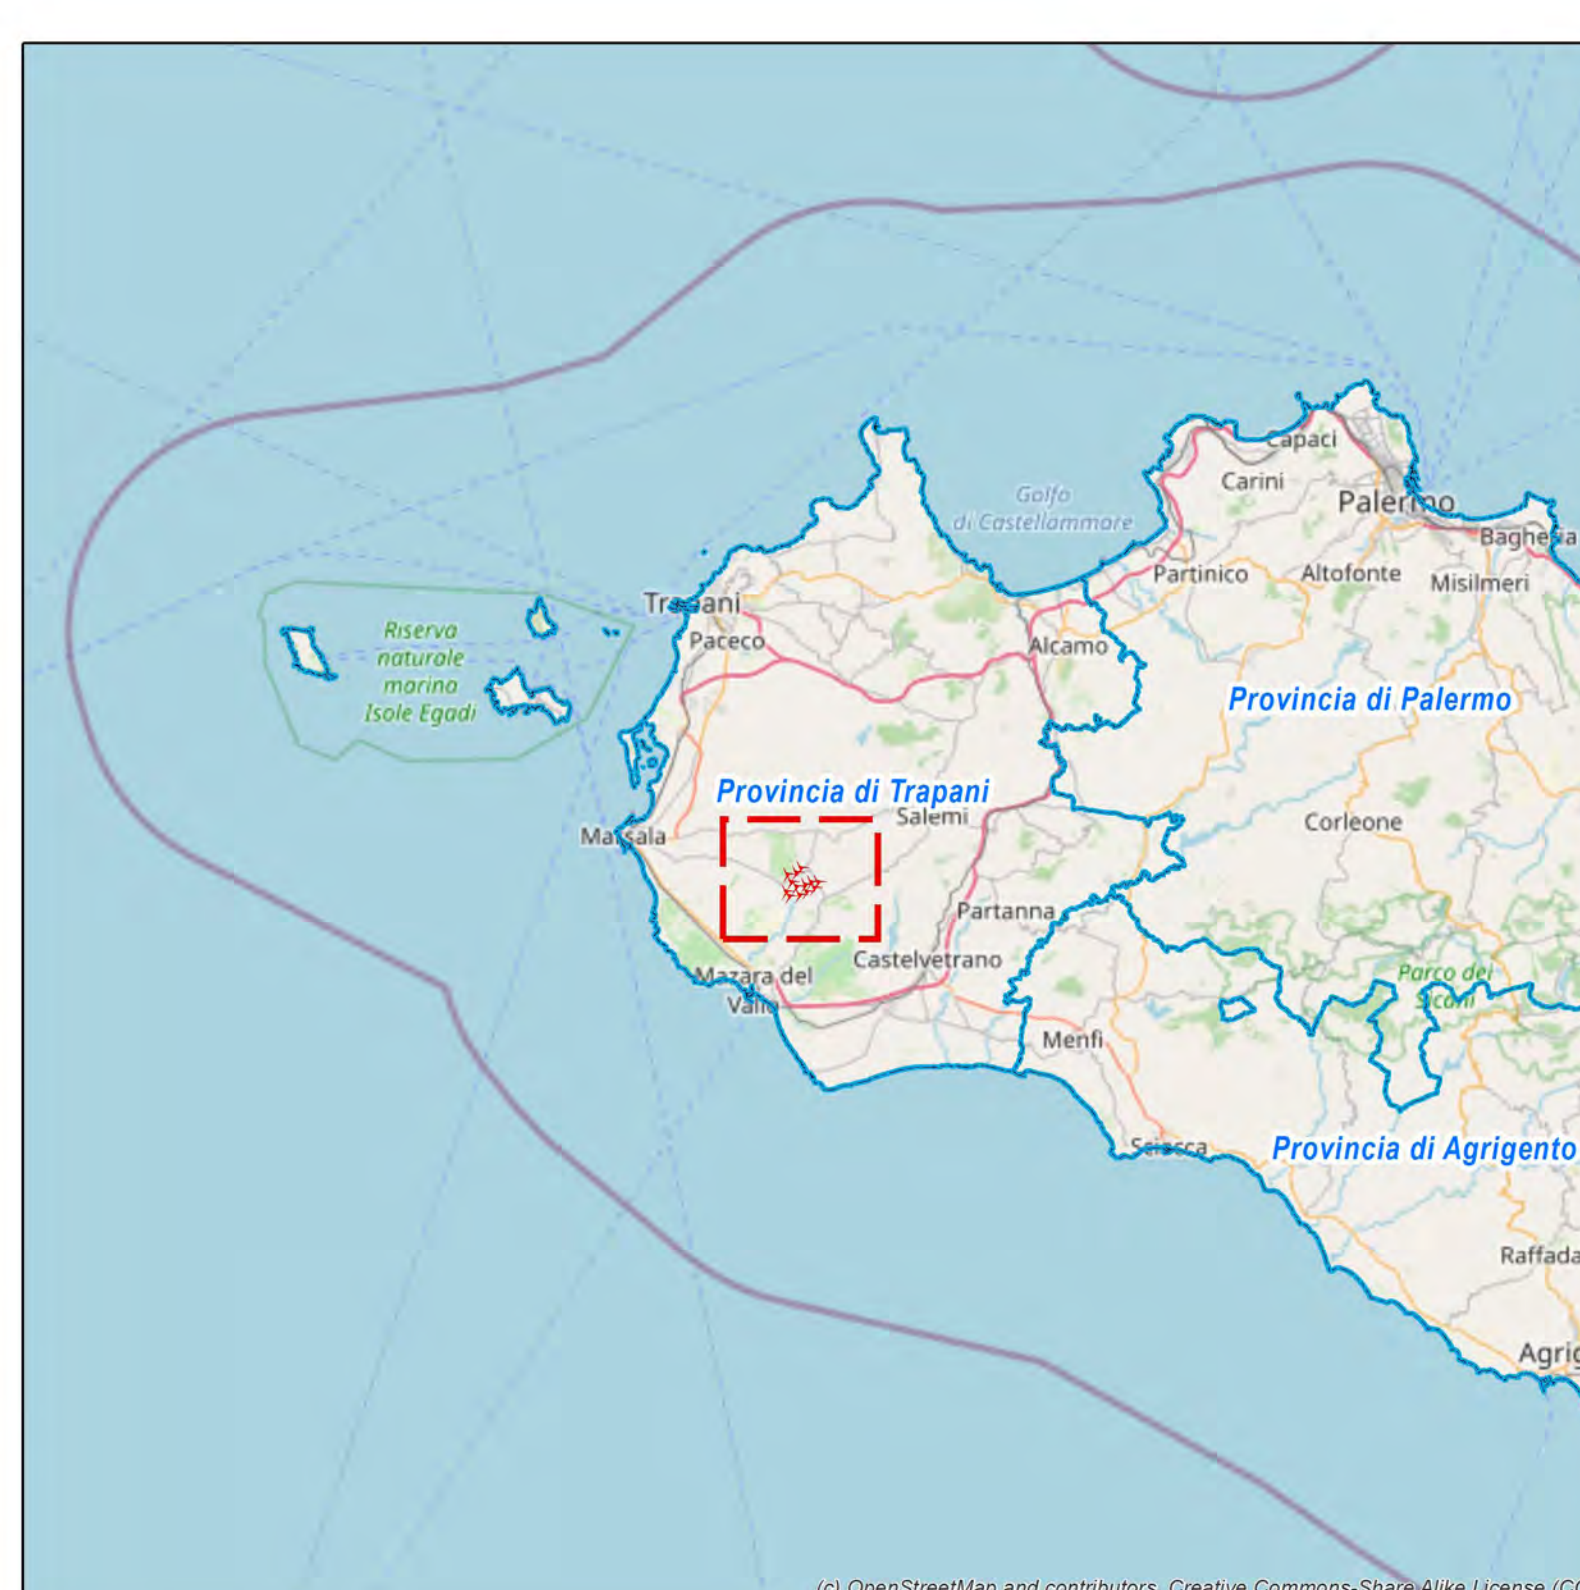 Capaci
Carini
Palermo
Golfo
di Castellammare
Bagheria
Partinico
Altofonte
Misilmeri
Trapani
Riserva
naturale
marina
Isole Egadi
Paceco
Alcamo
Provincia di Palermo
Provincia di Trapani
Salemi
Marsala
Corleone
Partanna
Castelvetrano
Mazara del
Vallo
Parco dei
Sicani
Menfi
Sciacca
Provincia di Agrigento
Raffada
Agrig
(c) OpenStreetMap and contributors, Creative Commons-Share Alike License (CC